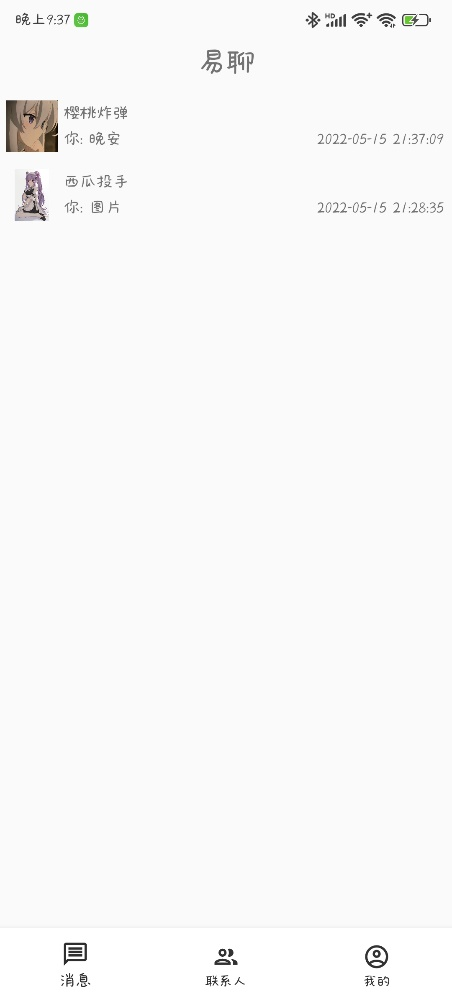 晚上9:37
HD
易聊
樱桃炸弹
你: 晚安 2022-05-15 21:37:09
西瓜投手
你: 图片 2022-05-15 21:28:35
消息 联系人 我的